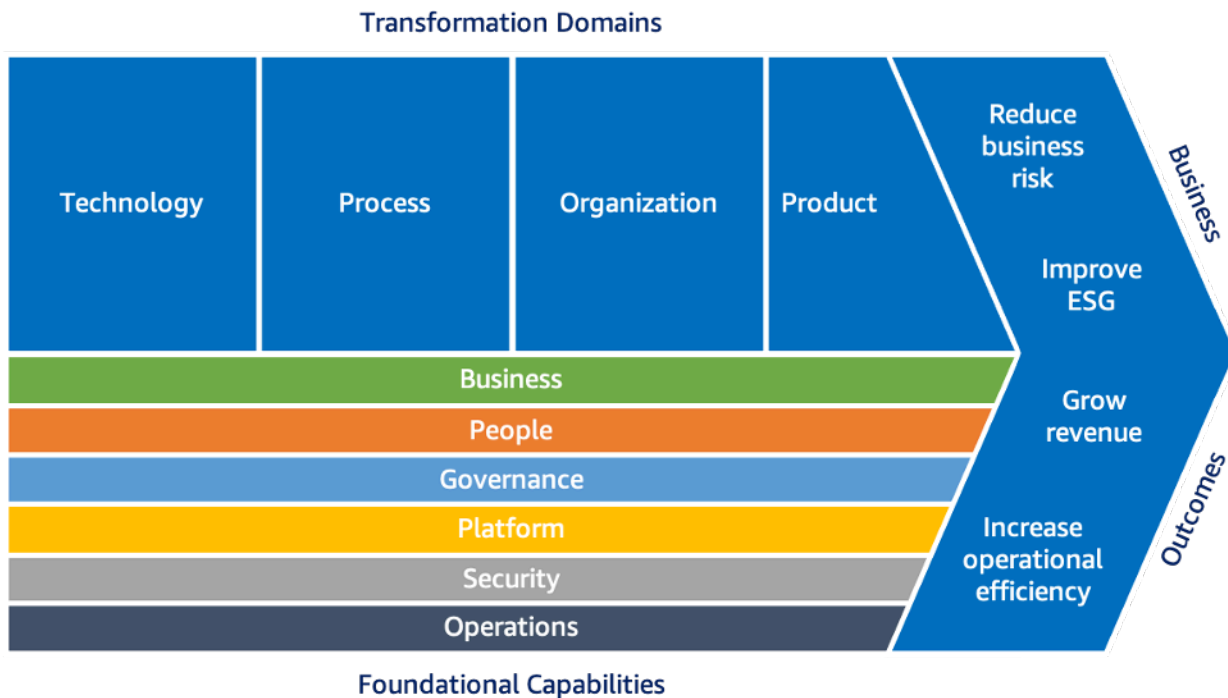 Transformation Domains
Technology
Process
Organization
Product
Reduce
business
risk
Improve
ESG
Grow
revenue
Increase
operational
efficiency
Business
Outcomes
Business
People
Governance
Platform
Security
Operations
Foundational Capabilities